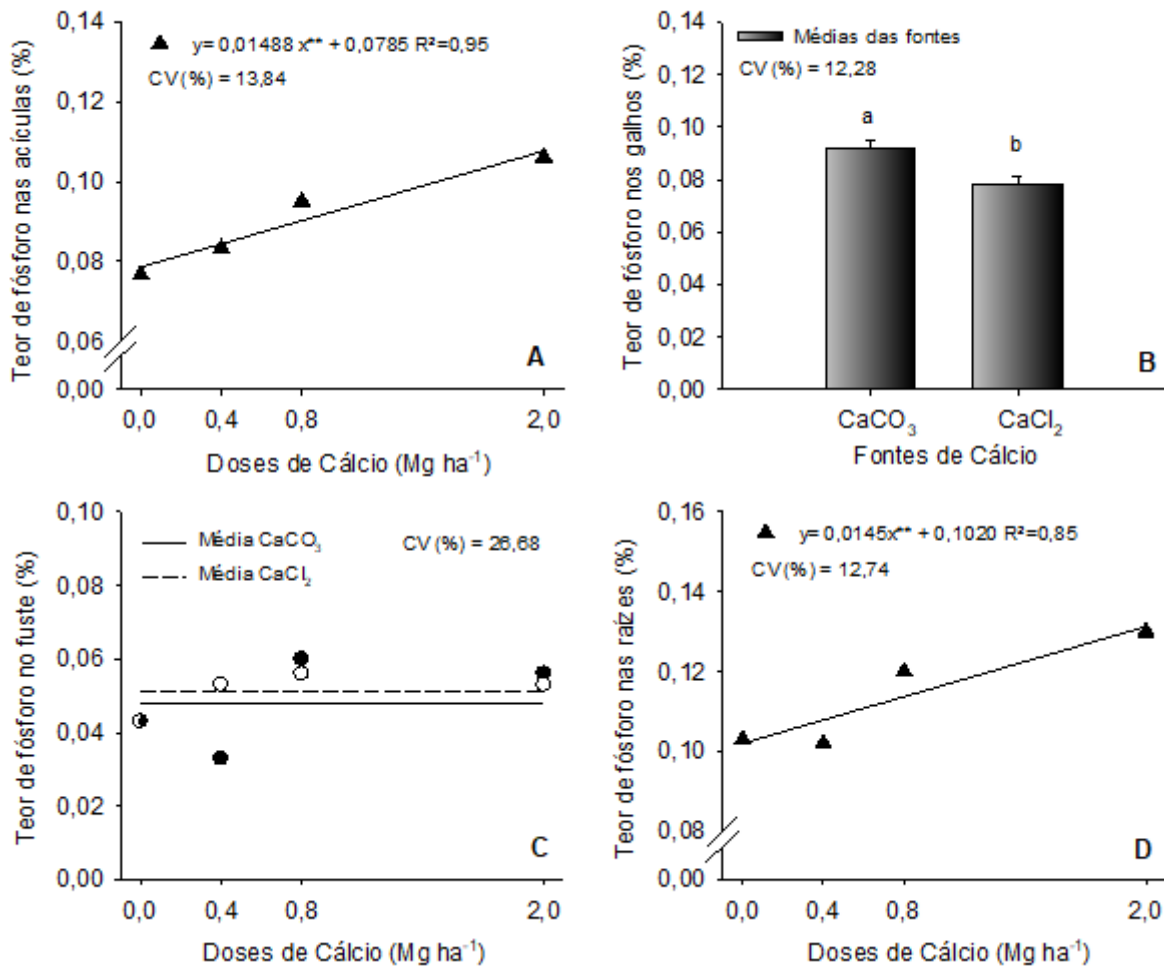 Teor de fósforo nas acículas (%)
0,14
0,12
0,10
0,08
0,06
0,00
y= 0,01488 x** + 0,0785 R²=0,95
CV(%) = 13,84
A
0,0 0,4 0,8 2,0
Doses de Cálcio (Mg ha⁻¹)
Teor de fósforo nos galhos (%)
0,14
0,12
0,10
0,08
0,06
0,04
0,02
0,00
Médias das fontes
CV(%) = 12,28
a
b
B
CaCO₃ CaCl₂
Fontes de Cálcio
Teor de fósforo no fuste (%)
0,10
0,08
0,06
0,04
0,02
0,00
Média CaCO₃
Média CaCl₂
CV(%) = 26,68
C
0,0 0,4 0,8 2,0
Doses de Cálcio (Mg ha⁻¹)
Teor de fósforo nas raízes (%)
0,16
0,14
0,12
0,10
0,08
0,00
y= 0,0145x** + 0,1020 R²=0,85
CV(%) = 12,74
D
0,0 0,4 0,8 2,0
Doses de Cálcio (Mg ha⁻¹)